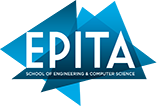 EPITA
SCHOOL OF ENGINEERING & COMPUTER SCIENCE